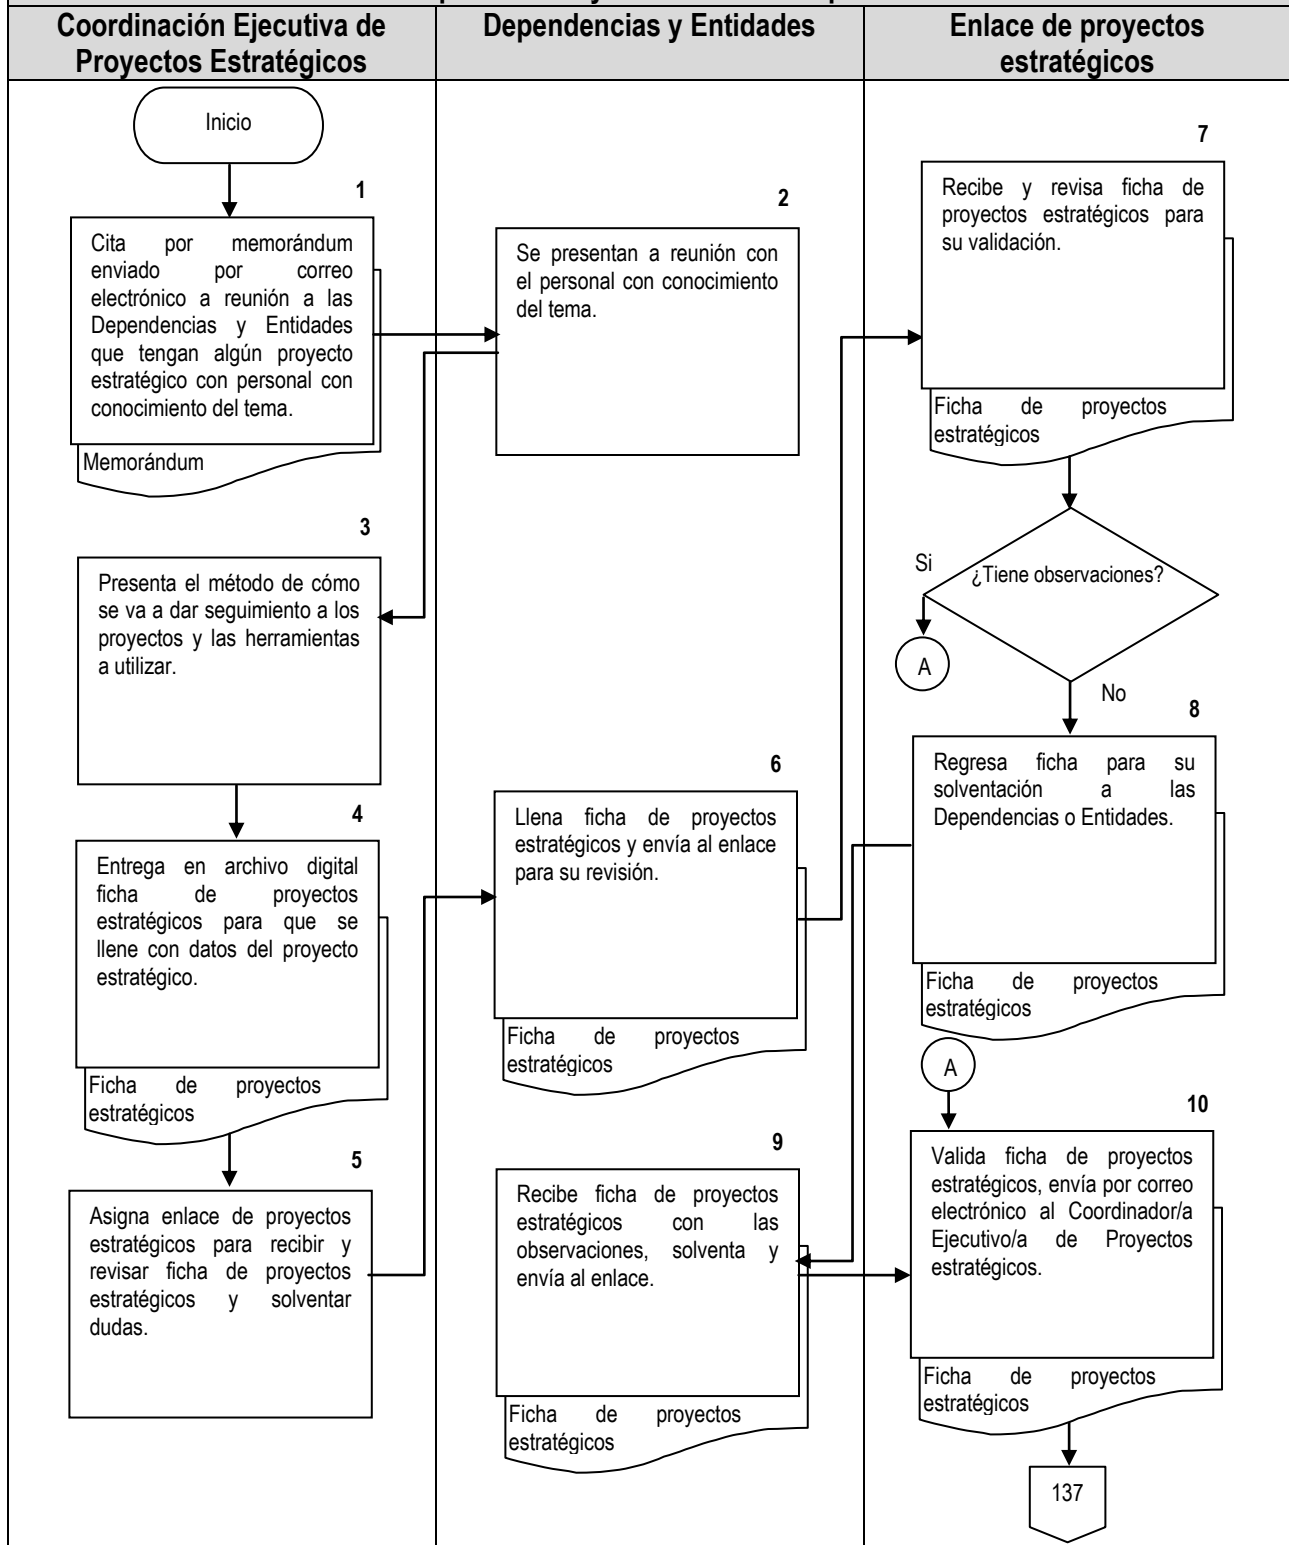 Coordinación Ejecutiva de
Proyectos Estratégicos
Dependencias y Entidades
Enlace de proyectos
estratégicos
Inicio
1
Cita por memorándum
enviado por correo
electrónico a reunión a las
Dependencias y Entidades
que tengan algún proyecto
estratégico con personal con
conocimiento del tema.
Memorándum
2
Se presentan a reunión con
el personal con conocimiento
del tema.
3
Presenta el método de cómo
se va a dar seguimiento a los
proyectos y las herramientas
a utilizar.
4
Entrega en archivo digital
ficha de proyectos
estratégicos para que se
llene con datos del proyecto
estratégico.
Ficha de proyectos
estratégicos
5
Asigna enlace de proyectos
estratégicos para recibir y
revisar ficha de proyectos
estratégicos y solventar
dudas.
6
Llena ficha de proyectos
estratégicos y envía al enlace
para su revisión.
Ficha de proyectos
estratégicos
7
Recibe y revisa ficha de
proyectos estratégicos para
su validación.
Ficha de proyectos
estratégicos
¿Tiene observaciones?
Si
A
No
8
Regresa ficha para su
solventación a las
Dependencias o Entidades.
Ficha de proyectos
estratégicos
9
Recibe ficha de proyectos
estratégicos con las
observaciones, solventa y
envía al enlace.
Ficha de proyectos
estratégicos
A
10
Valida ficha de proyectos
estratégicos, envía por correo
electrónico al Coordinador/a
Ejecutivo/a de Proyectos
estratégicos.
Ficha de proyectos
estratégicos
137